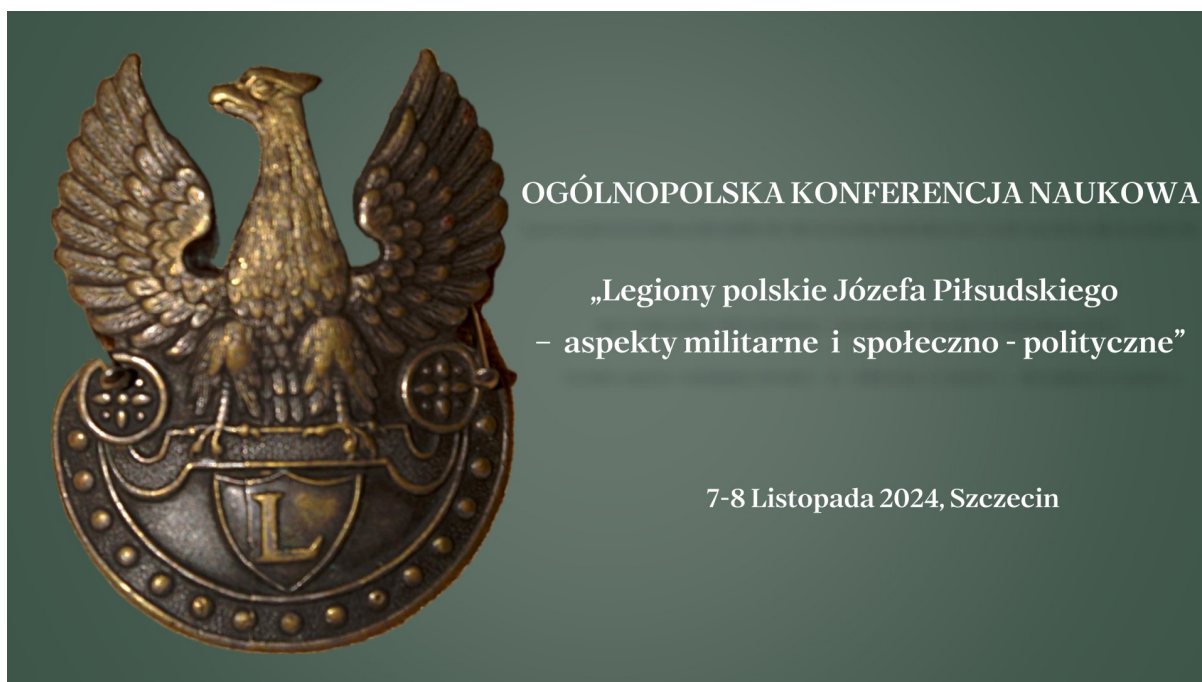 L
OGÓLNOPOLSKA KONFERENCJA NAUKOWA
„Legiony polskie Józefa Piłsudskiego
– aspekty militarne i społeczno - polityczne”
7-8 Listopada 2024, Szczecin